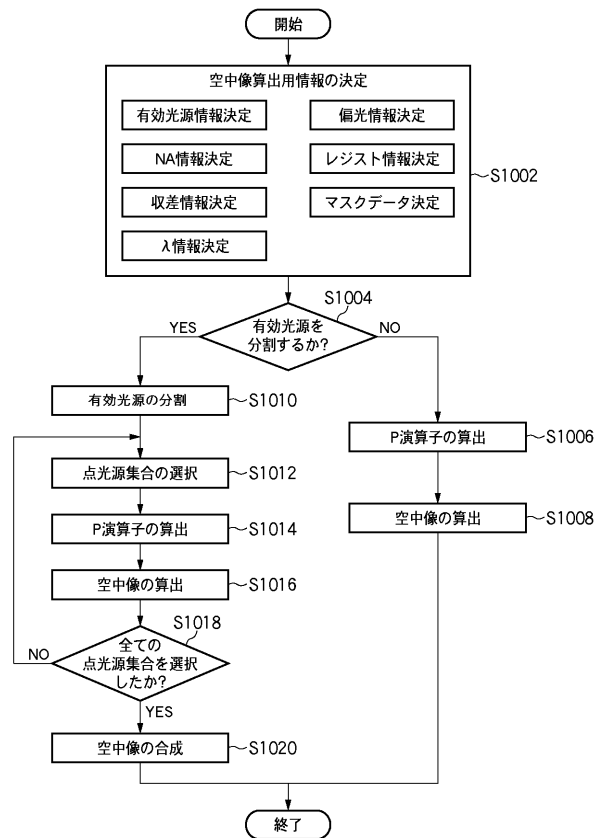 開始
空中像算出用情報の決定
有効光源情報決定
偏光情報決定
NA情報決定
レジスト情報決定
収差情報決定
マスクデータ決定
λ情報決定
S1002
S1004
有効光源を
分割するか?
YES
NO
有効光源の分割
S1010
P演算子の算出
S1006
点光源集合の選択
S1012
空中像の算出
S1008
P演算子の算出
S1014
空中像の算出
S1016
S1018
全ての
点光源集合を選択
したか?
NO
YES
空中像の合成
S1020
終了